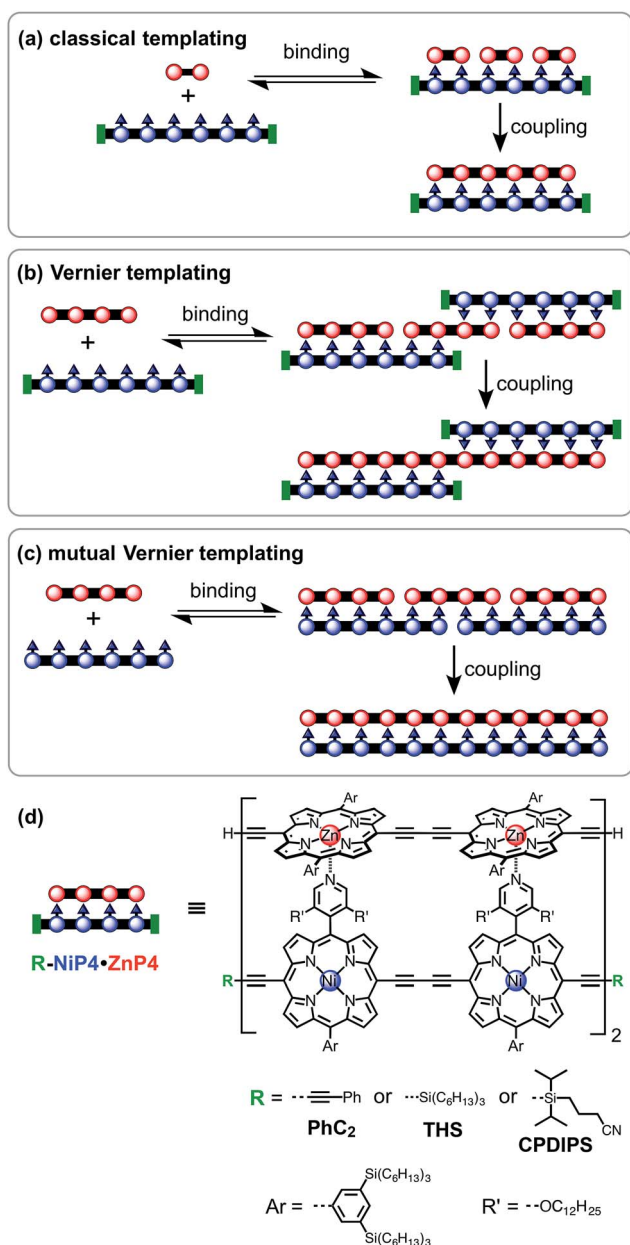 (a) classical templating
binding
+
coupling
(b) Vernier templating
binding
+
coupling
(c) mutual Vernier templating
binding
+
coupling
(d)
Ar Ar
N N N N
H Zn Zn H
N N N N
Ar Ar
N N
R' R' R' R'
≡
R-NiP4•ZnP4
N N N N
R Ni Ni R
N N N N
Ar Ar
2
R = Ph or Si(C₆H₁₃)₃ or Si
CN
PhC₂ THS CPDIPS
Si(C₆H₁₃)₃
Ar = R' = OC₁₂H₂₅
Si(C₆H₁₃)₃